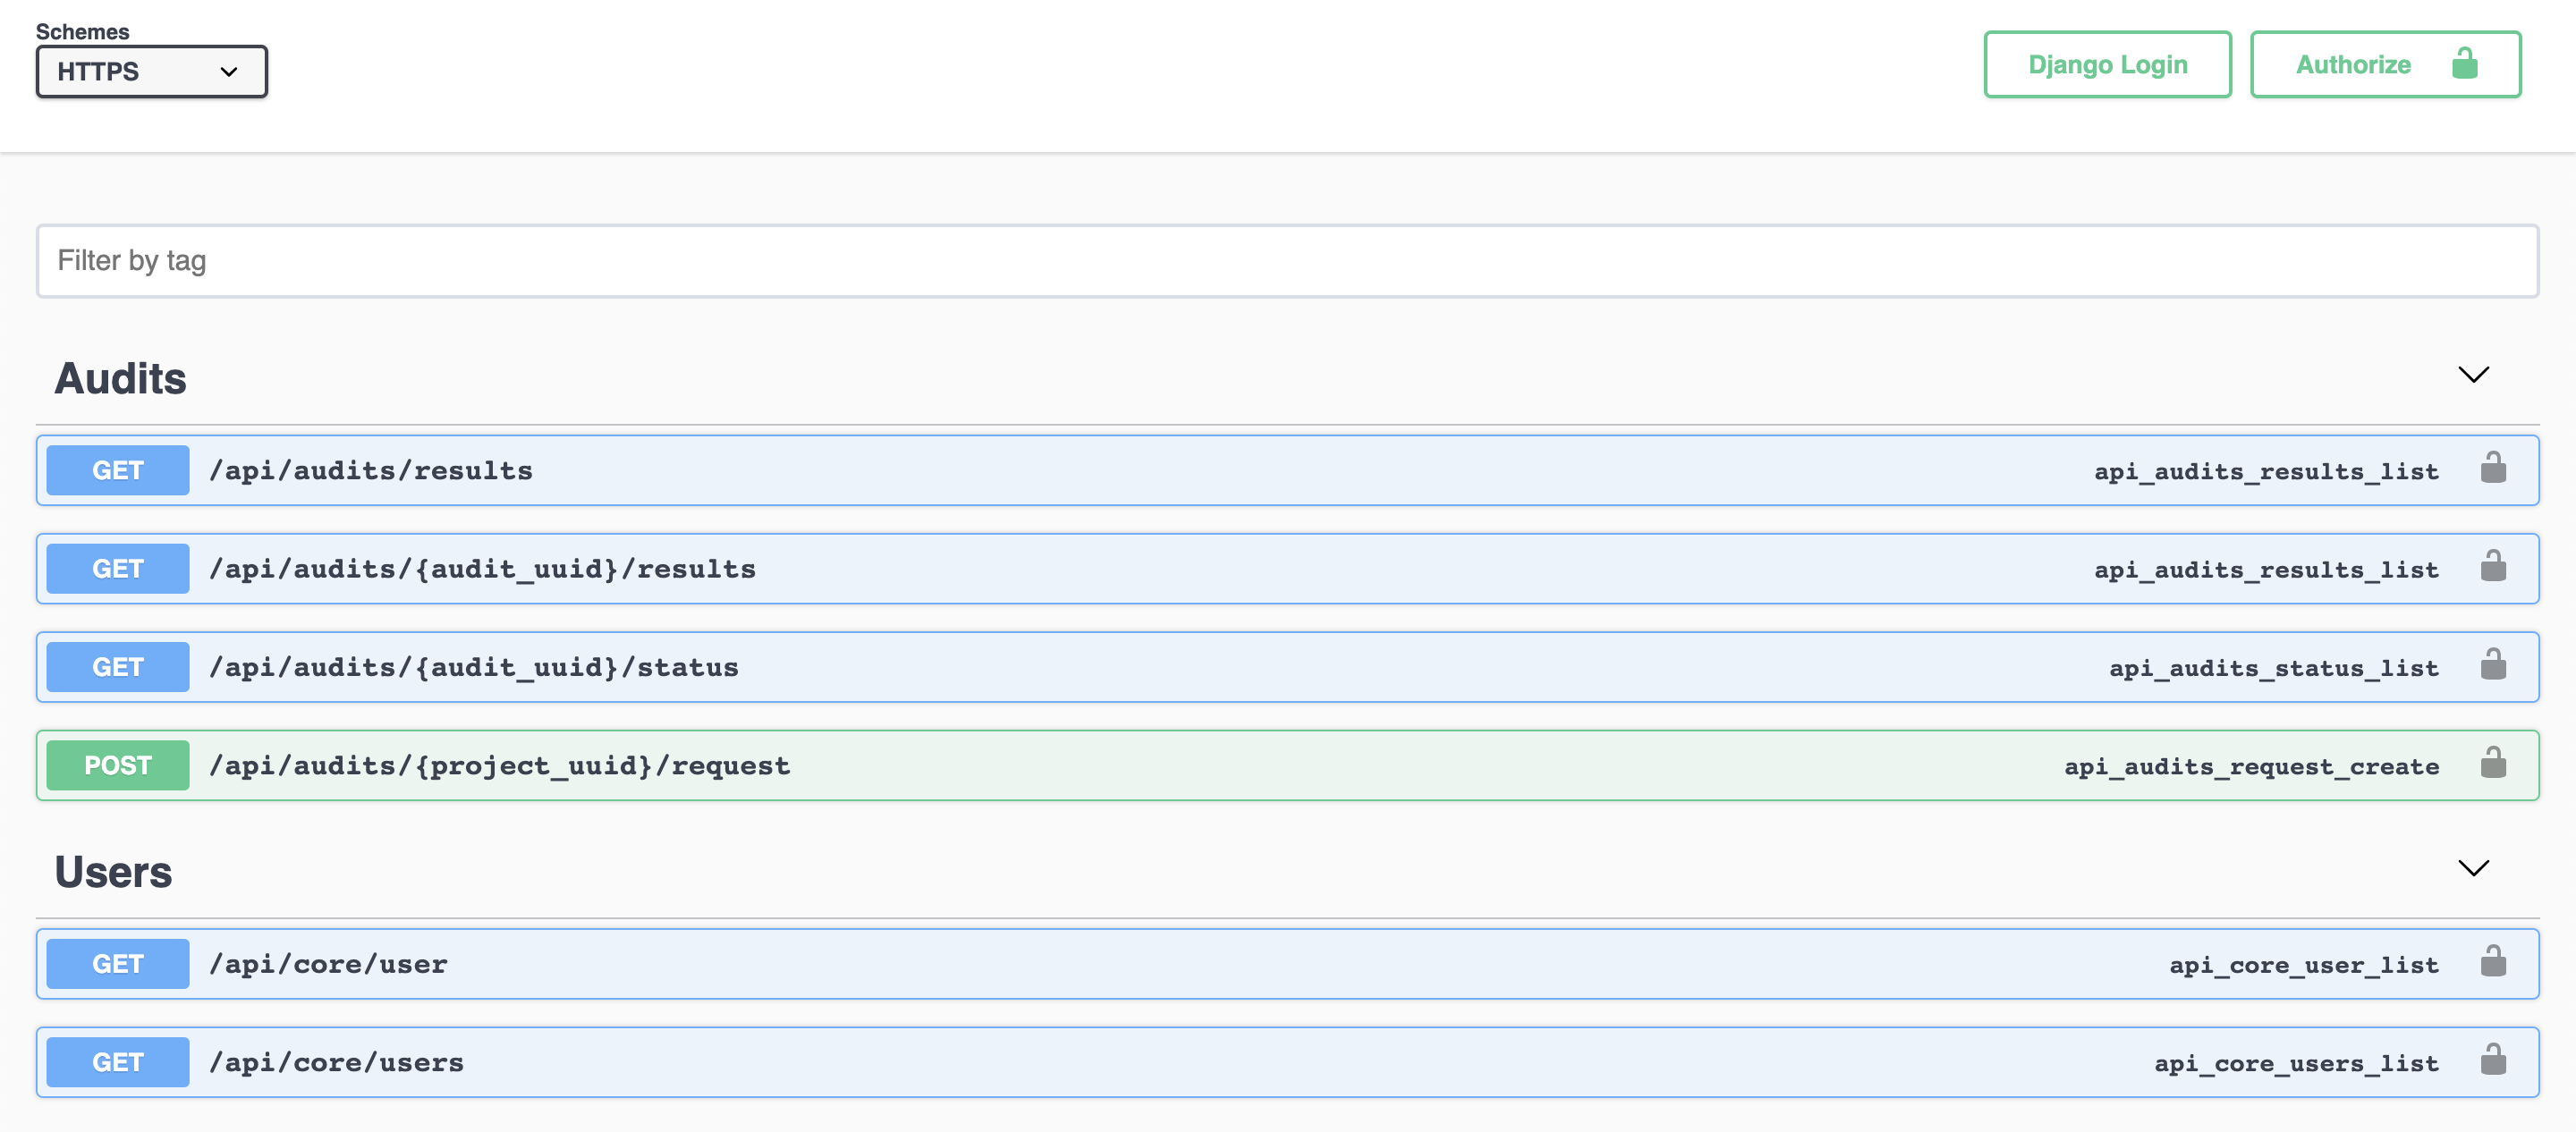 Schemes
HTTPS
Django Login
Authorize
Filter by tag
Audits
GET /api/audits/results api_audits_results_list
GET /api/audits/{audit_uuid}/results api_audits_results_list
GET /api/audits/{audit_uuid}/status api_audits_status_list
POST /api/audits/{project_uuid}/request api_audits_request_create
Users
GET /api/core/user api_core_user_list
GET /api/core/users api_core_users_list